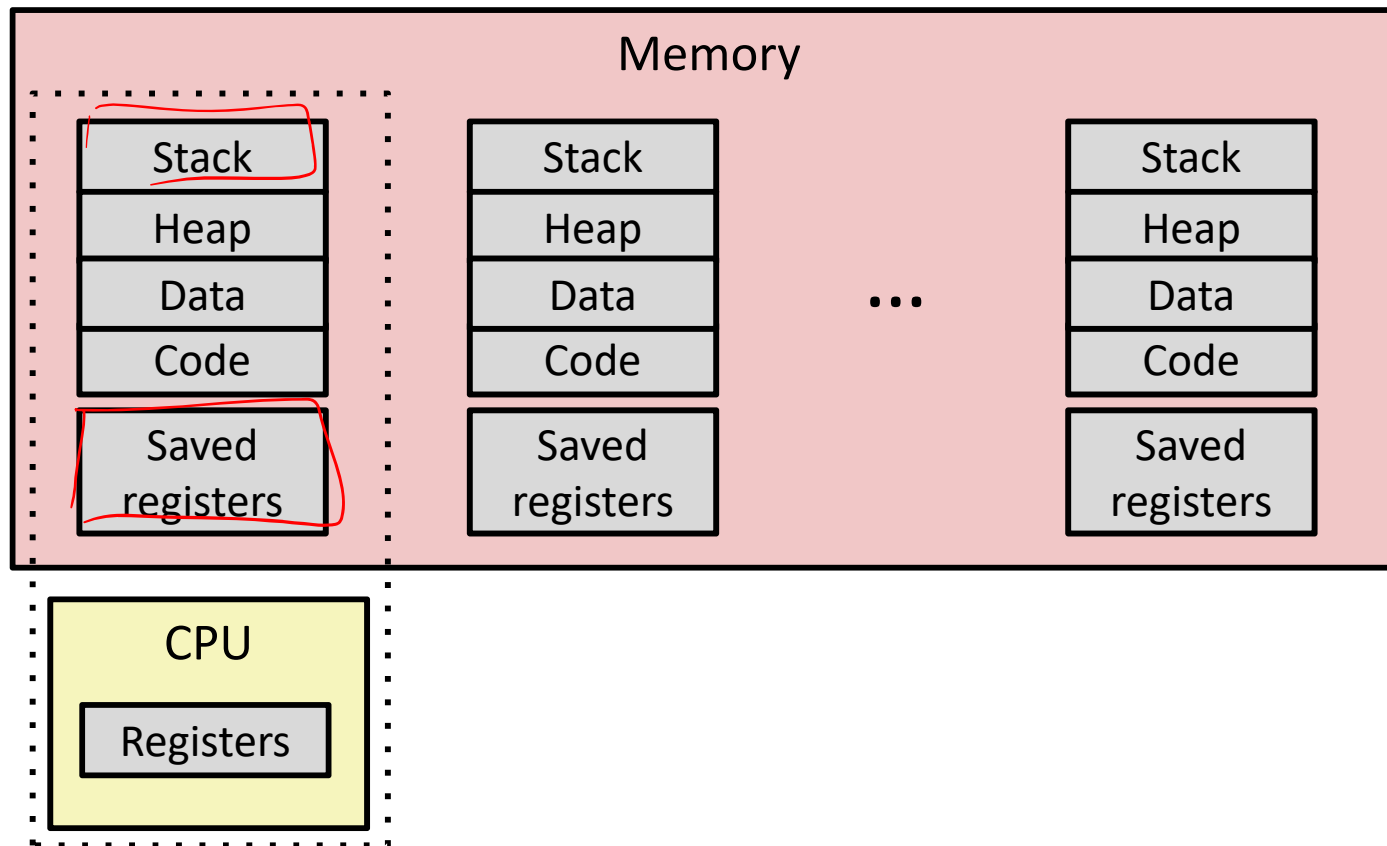 Memory
Stack Stack Stack
Heap Heap Heap
Data Data ... Data
Code Code Code
Saved Saved Saved
registers registers registers
CPU
Registers